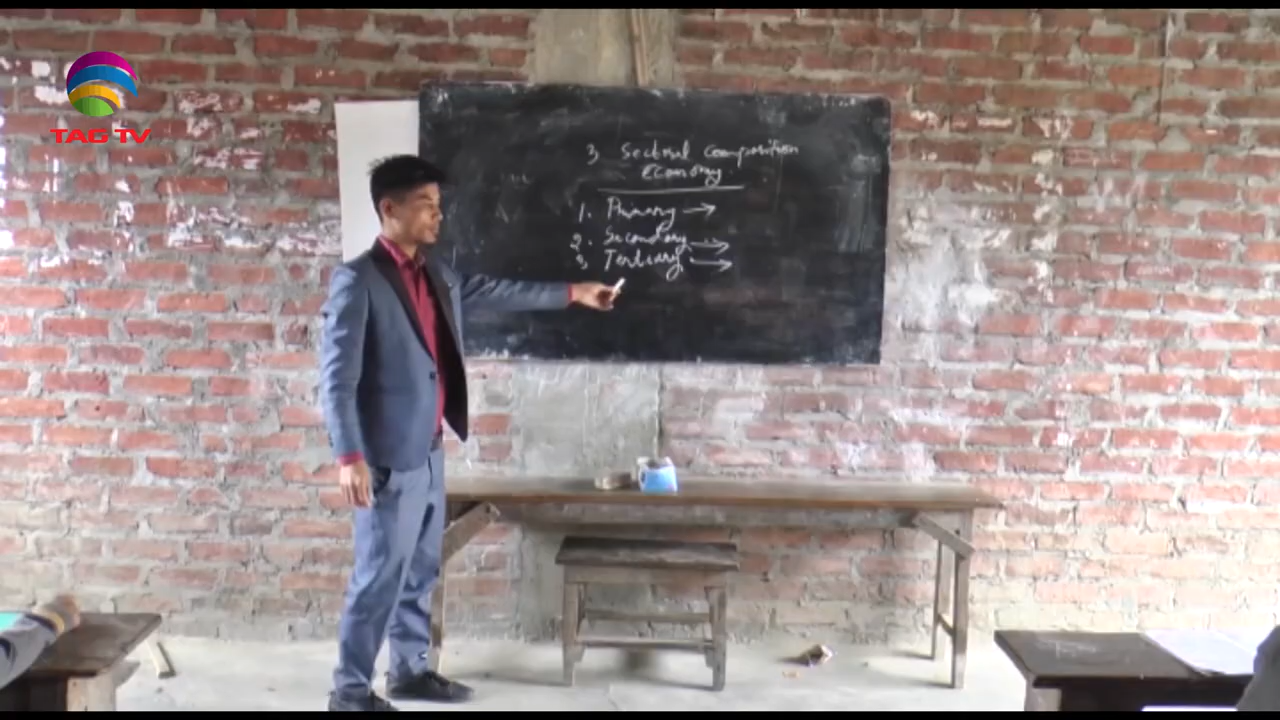 TAG TV
3, Sectoral Composition
Economy.
1. Primary →
2. Secondary →
3, Tertiary →